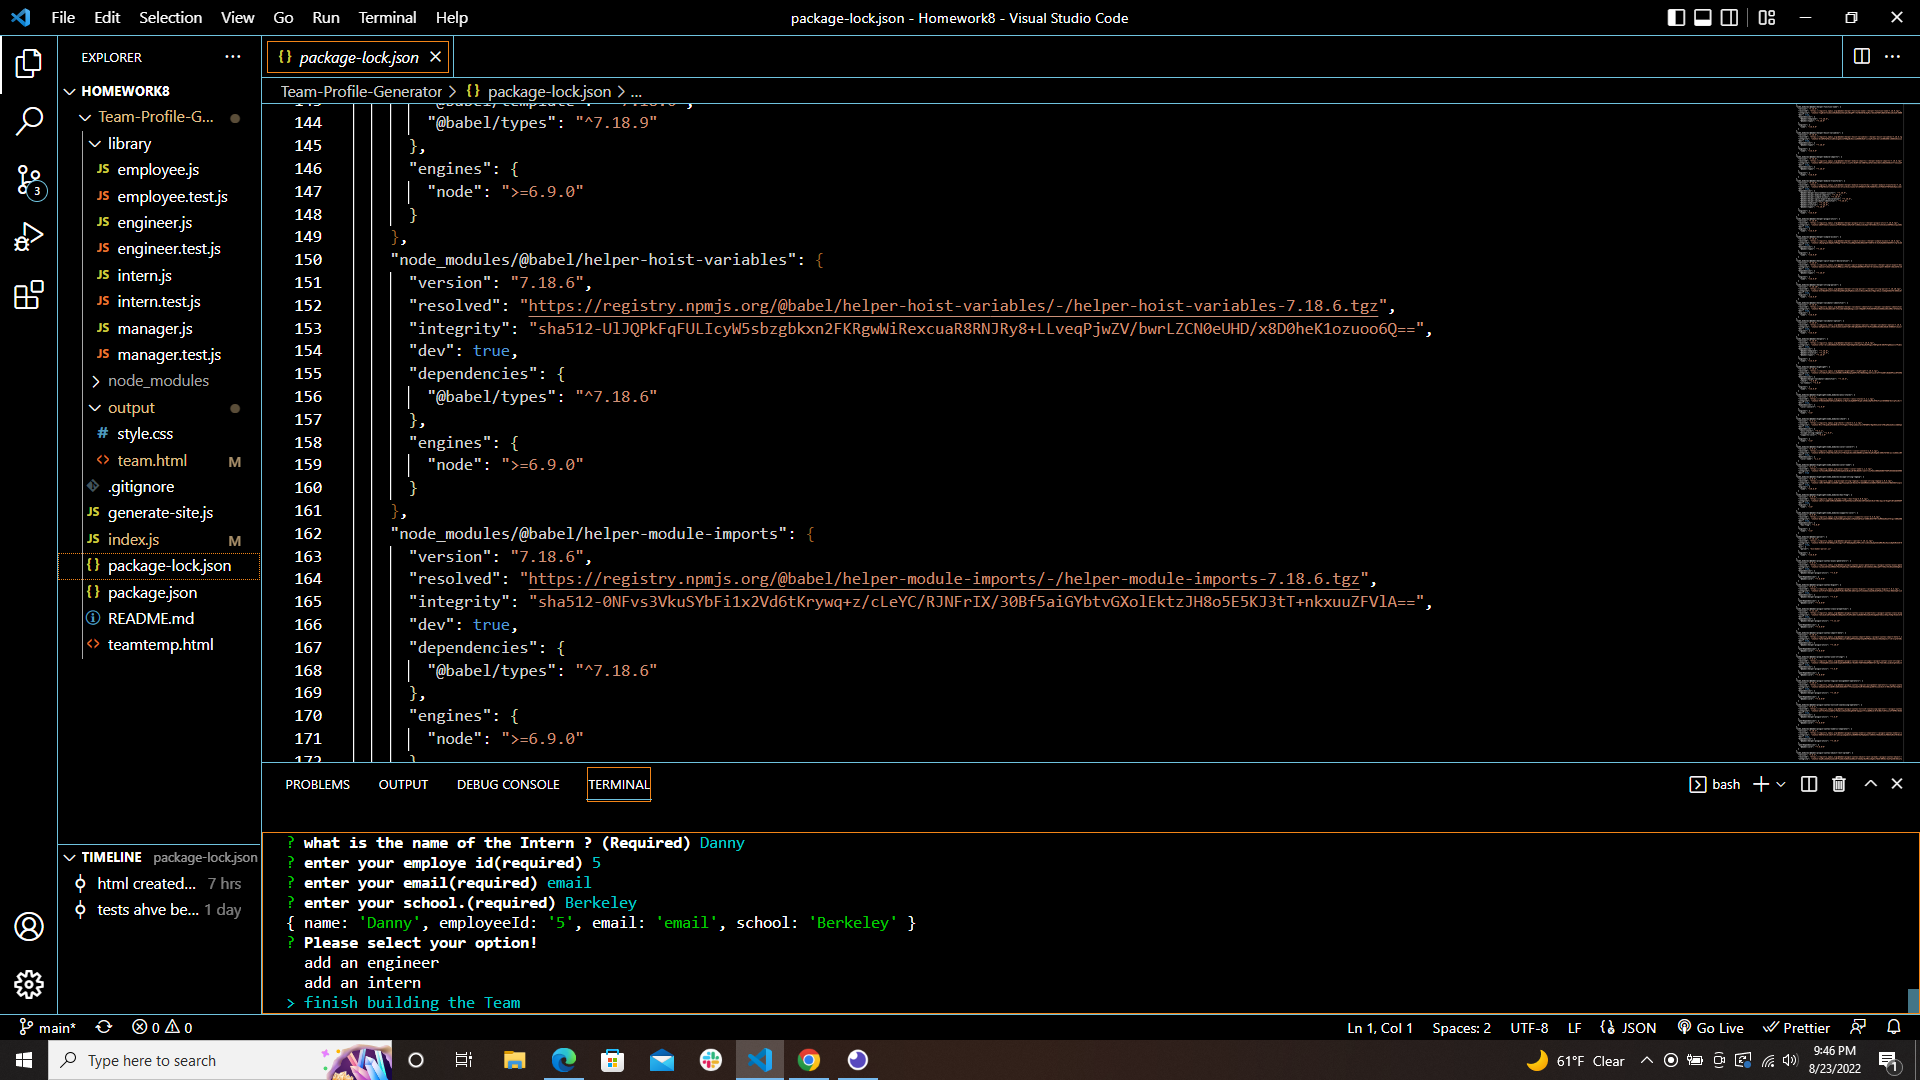 File Edit Selection View Go Run Terminal Help
package-lock.json - Homework8 - Visual Studio Code
EXPLORER
HOMEWORK8
Team-Profile-G...
library
JS employee.js
JS employee.test.js
JS engineer.js
JS engineer.test.js
JS intern.js
JS intern.test.js
JS manager.js
JS manager.test.js
node_modules
output
# style.css
<> team.html M
.gitignore
JS generate-site.js
JS index.js M
{} package-lock.json
{} package.json
README.md
<> teamtemp.html
3
TIMELINE package-lock.json
html created... 7 hrs
tests ahve be... 1 day
{} package-lock.json
Team-Profile-Generator > {} package-lock.json > ...
144 "@babel/types": "^7.18.9"
145 },
146 "engines": {
147 "node": ">=6.9.0"
148 }
149 },
150 "node_modules/@babel/helper-hoist-variables": {
151 "version": "7.18.6",
152 "resolved": "https://registry.npmjs.org/@babel/helper-hoist-variables/-/helper-hoist-variables-7.18.6.tgz",
153 "integrity": "sha512-UlJQPkFqFULIcyW5sbzgbkxn2FKRgwWiRexcuaR8RNJRy8+LLveqPjwZV/bwrLZCN0eUHD/x8D0heK1ozuoo6Q==",
154 "dev": true,
155 "dependencies": {
156 "@babel/types": "^7.18.6"
157 },
158 "engines": {
159 "node": ">=6.9.0"
160 }
161 },
162 "node_modules/@babel/helper-module-imports": {
163 "version": "7.18.6",
164 "resolved": "https://registry.npmjs.org/@babel/helper-module-imports/-/helper-module-imports-7.18.6.tgz",
165 "integrity": "sha512-0NFvs3VkuSYbFi1x2Vd6tKrywq+z/cLeYC/RJNFrIX/30Bf5aiGYbtvGXolEktzJH8o5E5KJ3tT+nkxuuZFVlA==",
166 "dev": true,
167 "dependencies": {
168 "@babel/types": "^7.18.6"
169 },
170 "engines": {
171 "node": ">=6.9.0"
172 }
PROBLEMS OUTPUT DEBUG CONSOLE TERMINAL
bash
? what is the name of the Intern ? (Required) Danny
? enter your employe id(required) 5
? enter your email(required) email
? enter your school.(required) Berkeley
{ name: 'Danny', employeeId: '5', email: 'email', school: 'Berkeley' }
? Please select your option!
add an engineer
add an intern
> finish building the Team
main* 0 0
Ln 1, Col 1 Spaces: 2 UTF-8 LF {} JSON Go Live Prettier
Type here to search
61°F Clear
9:46 PM
8/23/2022
1